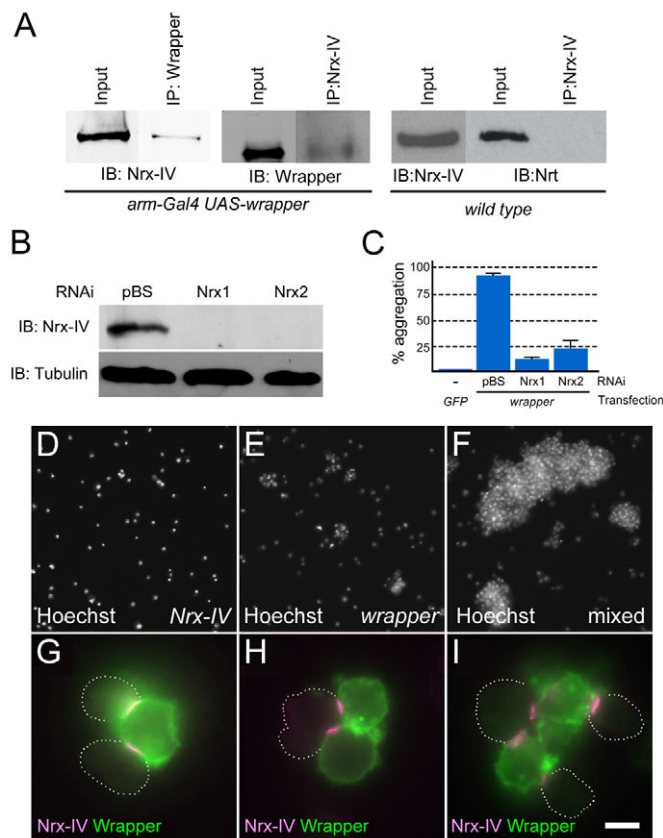 A
Input
IP: Wrapper
Input
IP:Nrx-IV
Input
Input
IP:Nrx-IV
IB: Nrx-IV
IB: Wrapper
IB:Nrx-IV
IB:Nrt
arm-Gal4 UAS-wrapper
wild type
B
RNAi pBS Nrx1 Nrx2
IB: Nrx-IV
IB: Tubulin
C
% aggregation
100
75
50
25
- pBS Nrx1 Nrx2 RNAi
GFP wrapper Transfection
D
Hoechst Nrx-IV
E
Hoechst wrapper
F
Hoechst mixed
G
Nrx-IV Wrapper
H
Nrx-IV Wrapper
I
Nrx-IV Wrapper